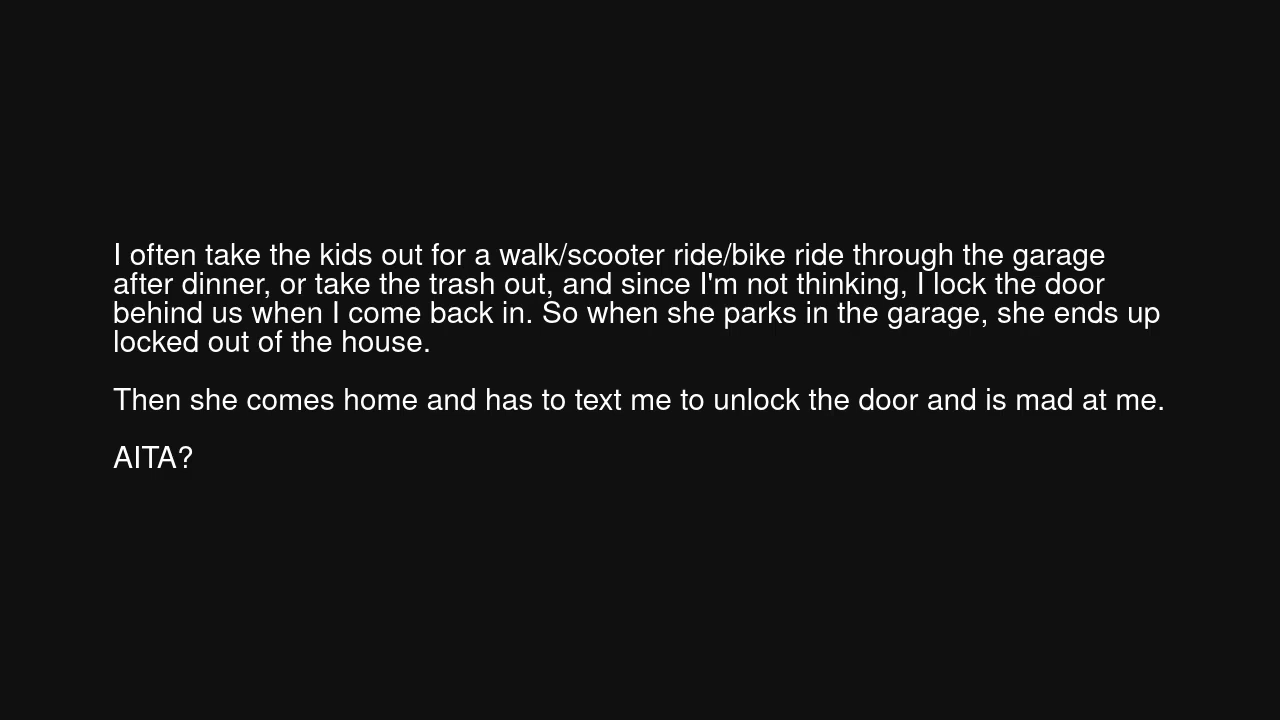 I often take the kids out for a walk/scooter ride/bike ride through the garage
after dinner, or take the trash out, and since I'm not thinking, I lock the door
behind us when I come back in. So when she parks in the garage, she ends up
locked out of the house.
Then she comes home and has to text me to unlock the door and is mad at me.
AITA?